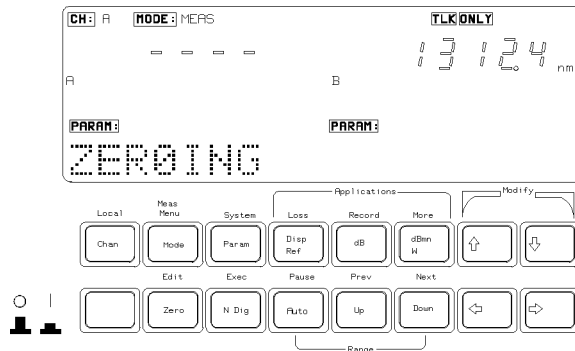 CH: A MODE: MEAS TLK ONLY
- - - - 1312.4 nm
A B
PARAM: PARAM:
ZER0ING
Applications Modify
Meas
Local Menu System Loss Record More
Chan Mode Param Disp Ref dB dBm W
Edit Exec Pause Prev Next
Zero N Dig Auto Up Down
Range